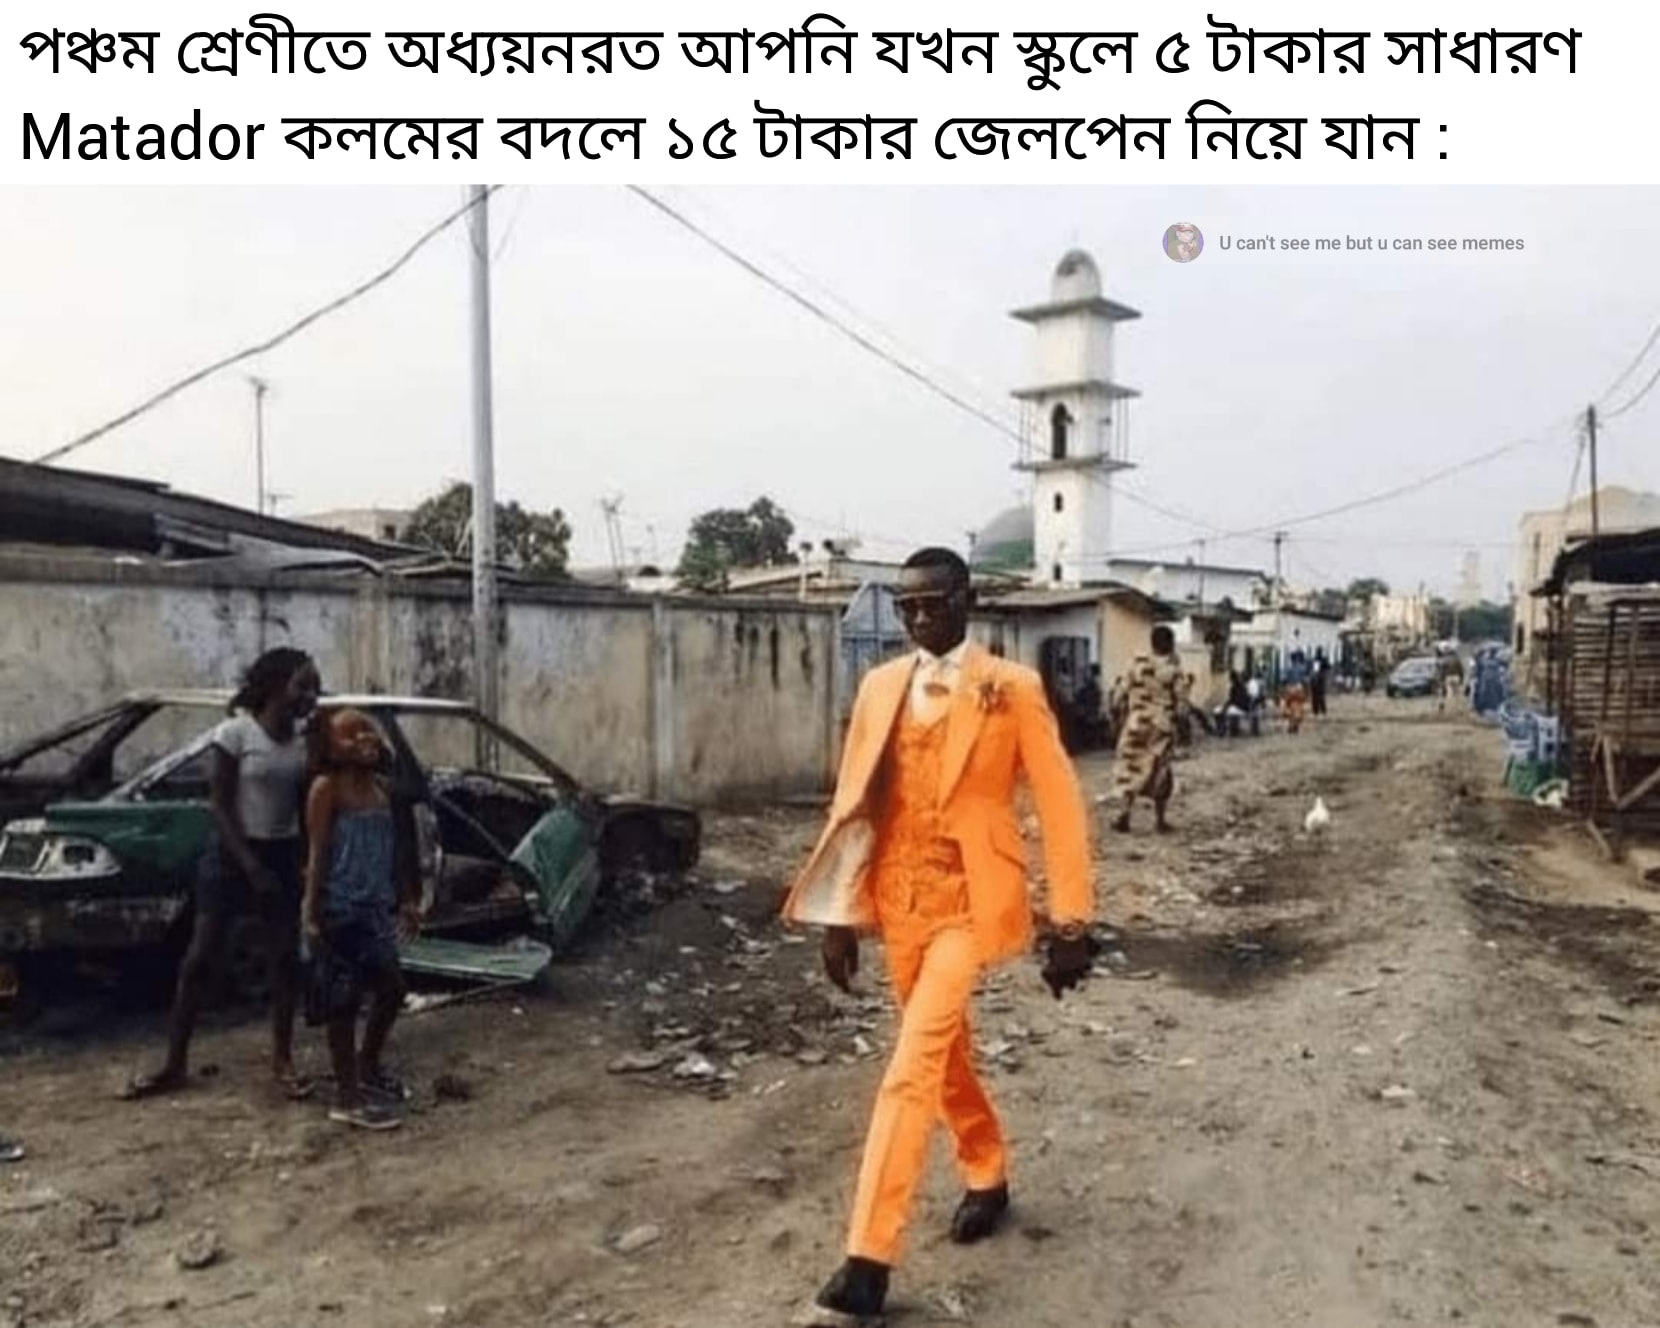 পঞ্চম শ্রেণীতে অধ্যয়নরত আপনি যখন স্কুলে ৫ টাকার সাধারণ
Matador কলমের বদলে ১৫ টাকার জেলপেন নিয়ে যান :
U can't see me but u can see memes